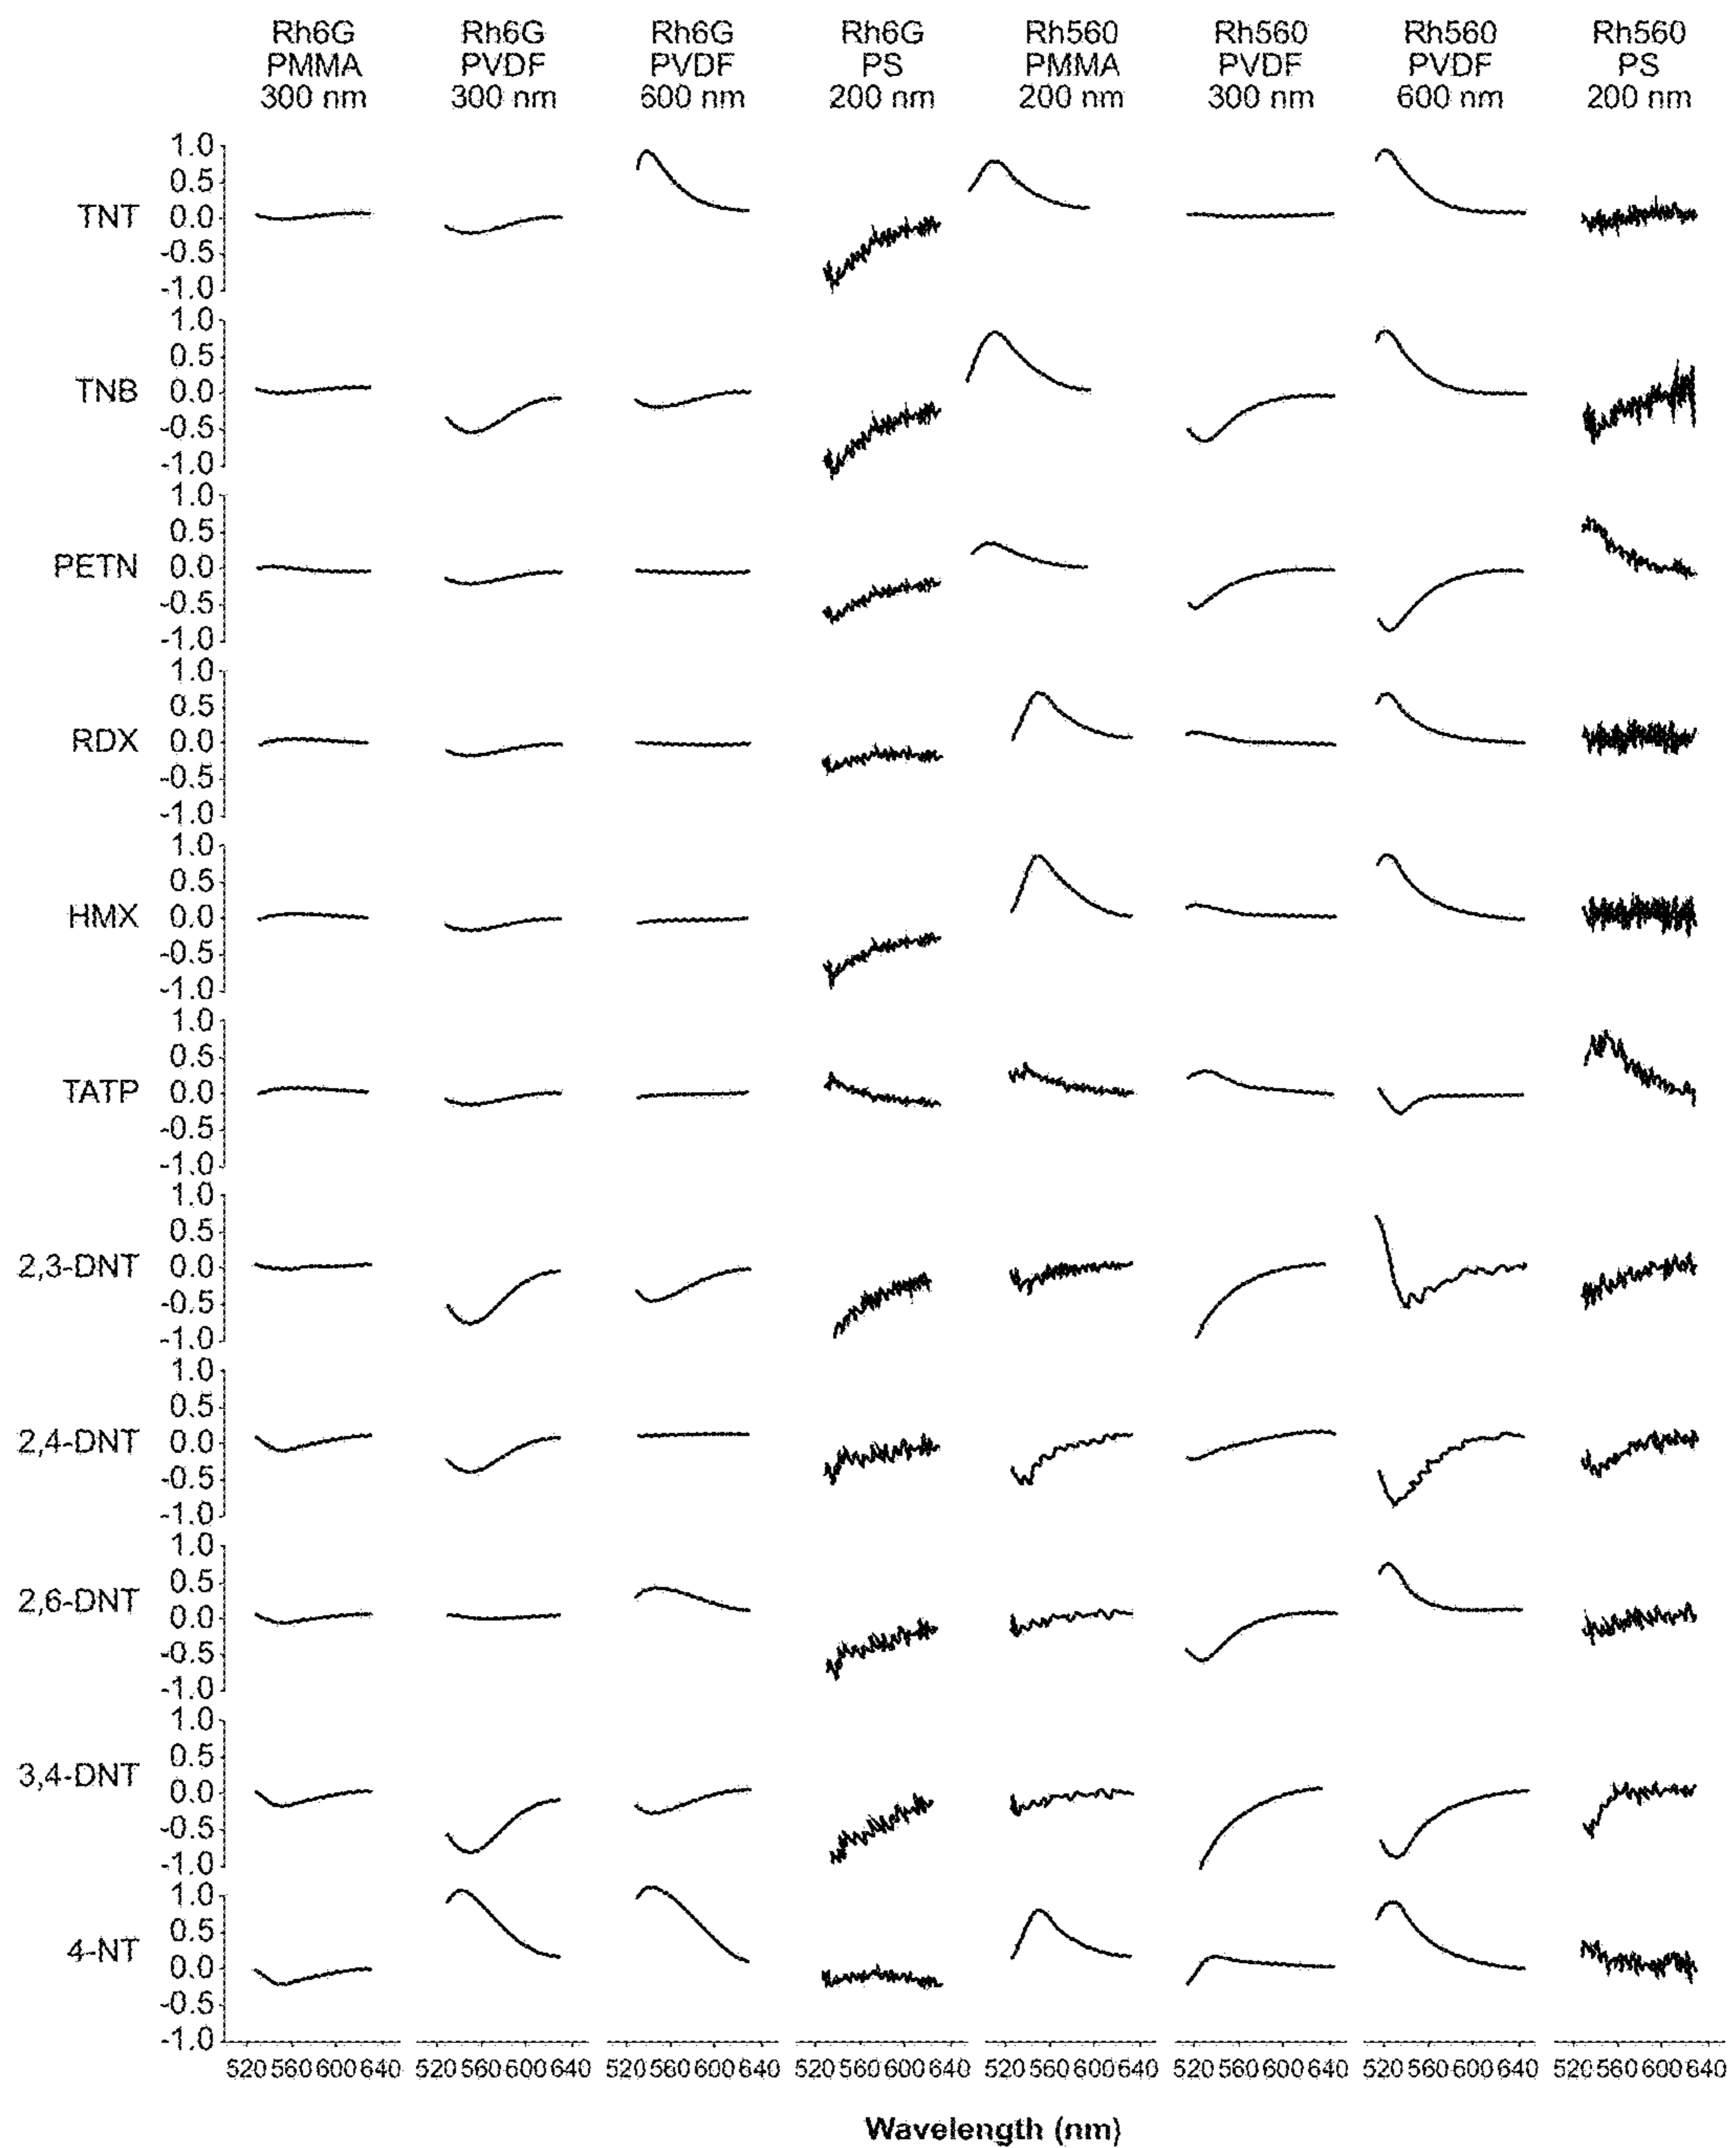 Rh6G Rh6G Rh6G Rh6G Rh560 Rh560 Rh560 Rh560
PMMA PVDF PVDF PS PMMA PVDF PVDF PS
300 nm 300 nm 600 nm 200 nm 200 nm 300 nm 600 nm 200 nm
1.0
0.5
TNT 0.0
-0.5
-1.0
1.0
0.5
TNB 0.0
-0.5
-1.0
1.0
0.5
PETN 0.0
-0.5
-1.0
1.0
0.5
RDX 0.0
-0.5
-1.0
1.0
0.5
HMX 0.0
-0.5
-1.0
1.0
0.5
TATP 0.0
-0.5
-1.0
1.0
0.5
2,3-DNT 0.0
-0.5
-1.0
1.0
0.5
2,4-DNT 0.0
-0.5
-1.0
1.0
0.5
2,6-DNT 0.0
-0.5
-1.0
1.0
0.5
3,4-DNT 0.0
-0.5
-1.0
1.0
0.5
4-NT 0.0
-0.5
-1.0
520 560 600 640 520 560 600 640 520 560 600 640 520 560 600 640 520 560 600 640 520 560 600 640 520 560 600 640 520 560 600 640
Wavelength (nm)